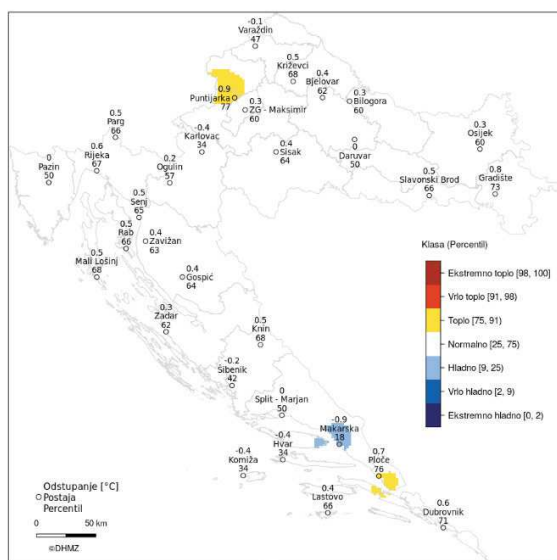 -0.1
Varaždin
47
0.5
Križevci
68
0.4
Bjelovar
62
0.3
Bilogora
60
0.9
Puntijarka
77
0.3
ZG - Maksimir
60
0.3
Osijek
60
0.5
Parg
66
-0.4
Karlovac
34
0.4
Sisak
64
0
Daruvar
50
0
Pazin
50
0.6
Rijeka
67
0.2
Ogulin
57
0.5
Slavonski Brod
66
0.8
Gradište
73
0.5
Senj
65
0.5
Rab
66
0.4
Zavižan
63
0.5
Mali Lošinj
68
0.4
Gospić
64
0.3
Zadar
62
0.5
Knin
68
-0.2
Šibenik
42
0
Split - Marjan
50
-0.9
Makarska
18
-0.4
Hvar
34
-0.4
Komiža
34
0.7
Ploče
76
0.4
Lastovo
66
0.6
Dubrovnik
71
Klasa (Percentil)
Ekstremno toplo [98, 100]
Vrlo toplo [91, 98)
Toplo [75, 91)
Normalno [25, 75)
Hladno [9, 25)
Vrlo hladno [2, 9)
Ekstremno hladno [0, 2)
Odstupanje [°C]
Postaja
Percentil
0 50 km
©DHMZ